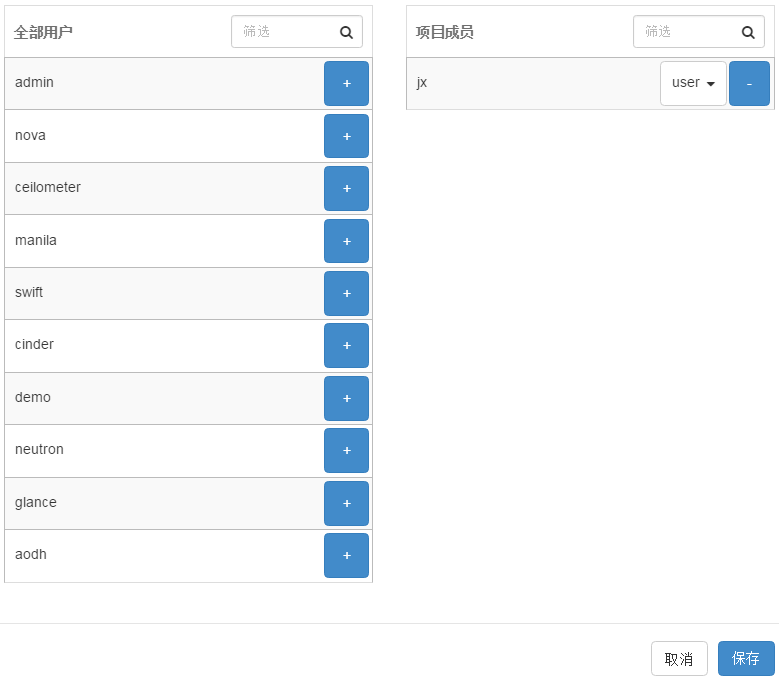 全部用户 筛选
admin +
nova +
ceilometer +
manila +
swift +
cinder +
demo +
neutron +
glance +
aodh +
项目成员 筛选
jx user -
取消 保存